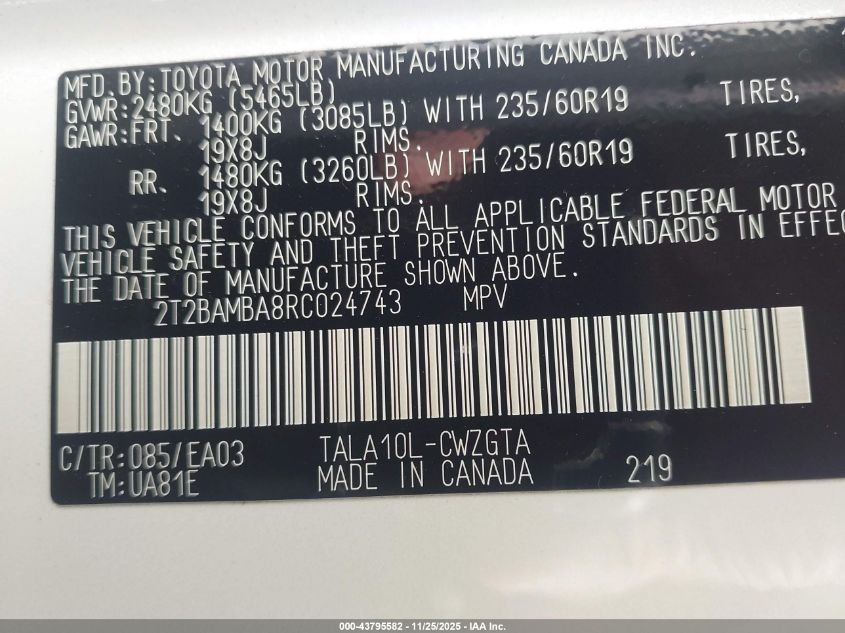 MFD. BY: TOYOTA MOTOR MANUFACTURING CANADA INC.
GVWR: 2480KG (5465LB)
GAWR: FRT. 1400KG (3085LB) WITH 235/60R19 TIRES,
19X8J RIMS.
RR. 1480KG (3260LB) WITH 235/60R19 TIRES,
19X8J RIMS.
THIS VEHICLE CONFORMS TO ALL APPLICABLE FEDERAL MOTOR
VEHICLE SAFETY AND THEFT PREVENTION STANDARDS IN EFFEC
THE DATE OF MANUFACTURE SHOWN ABOVE.
2T2BAMBA8RC024743 MPV
C/TR: 085/EA03 TALA10L-CWZGTA
TM: UA81E MADE IN CANADA 219
000-43795582 / 11/25/2025 - IAA Inc.